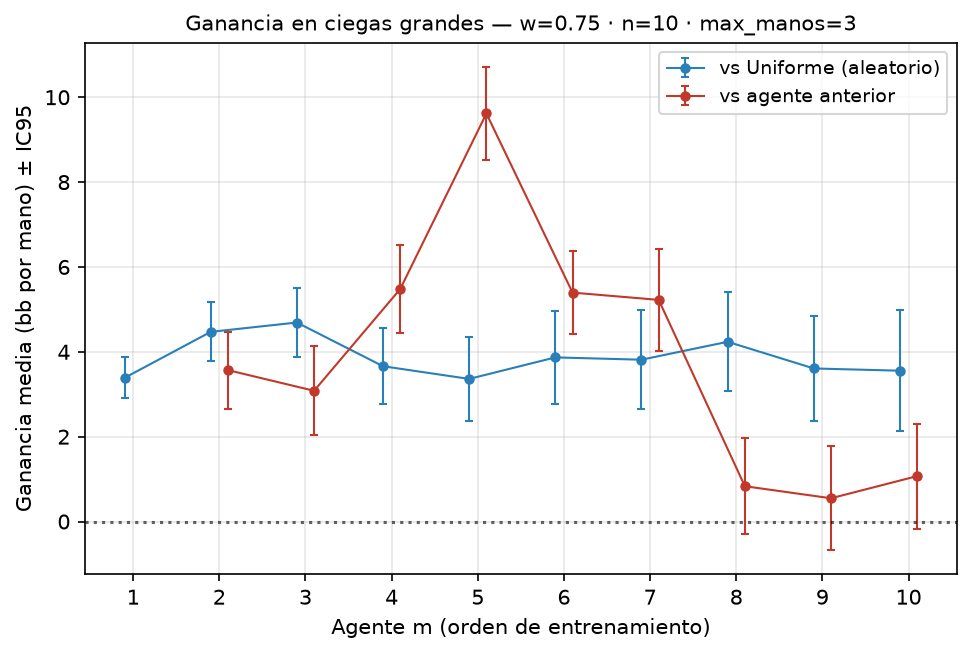 Ganancia en ciegas grandes — w=0.75 · n=10 · max_manos=3
vs Uniforme (aleatorio)
vs agente anterior
Ganancia media (bb por mano) ± IC95
10
8
6
4
2
0
1 2 3 4 5 6 7 8 9 10
Agente m (orden de entrenamiento)